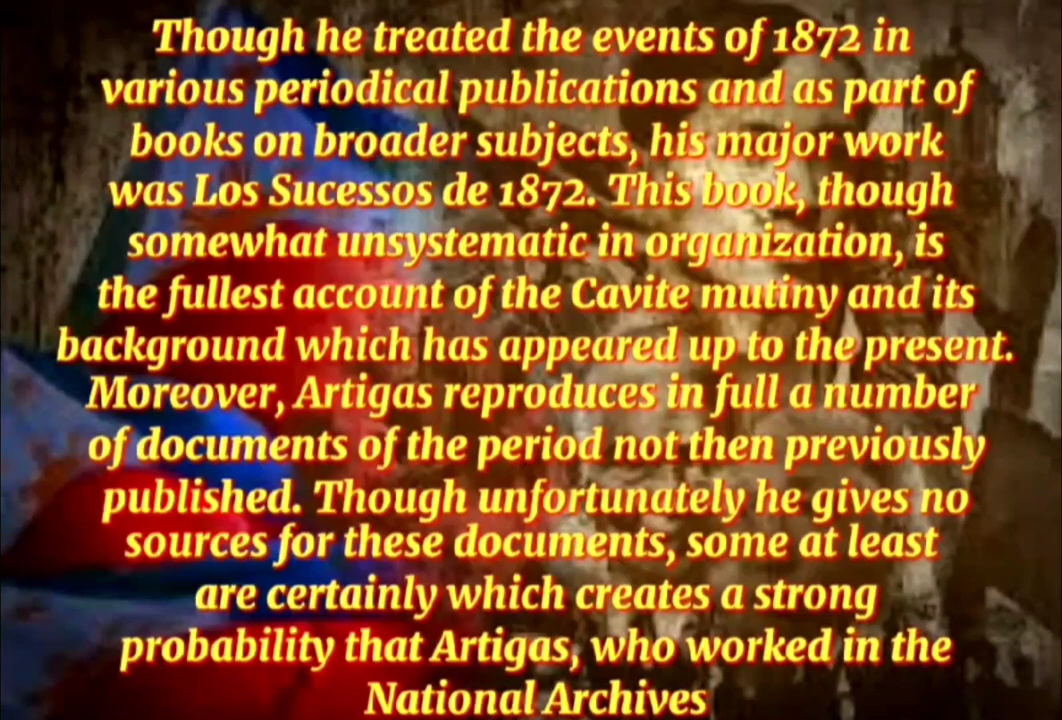 Though he treated the events of 1872 in
various periodical publications and as part of
books on broader subjects, his major work
was Los Sucessos de 1872. This book, though
somewhat unsystematic in organization, is
the fullest account of the Cavite mutiny and its
background which has appeared up to the present.
Moreover, Artigas reproduces in full a number
of documents of the period not then previously
published. Though unfortunately he gives no
sources for these documents, some at least
are certainly which creates a strong
probability that Artigas, who worked in the
National Archives